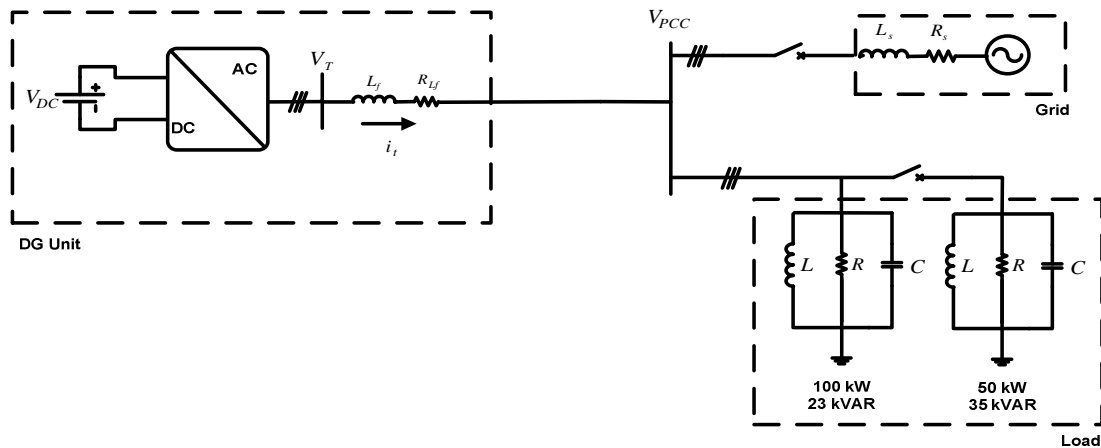 V_DC
+
-
AC
DC
V_T
L_f
R_Lf
i_t
DG Unit
V_PCC
L_s
R_s
Grid
L
R
C
L
R
C
100 kW
23 kVAR
50 kW
35 kVAR
Load